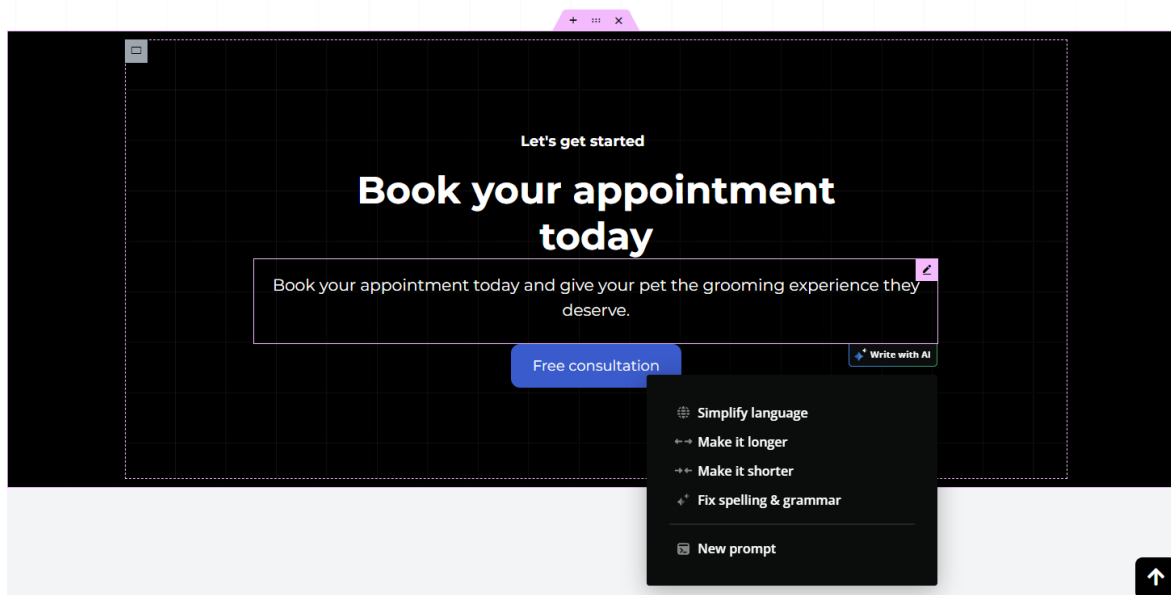 Let's get started
Book your appointment
today
Book your appointment today and give your pet the grooming experience they
deserve.
Free consultation
Write with AI
Simplify language
Make it longer
Make it shorter
Fix spelling & grammar
New prompt